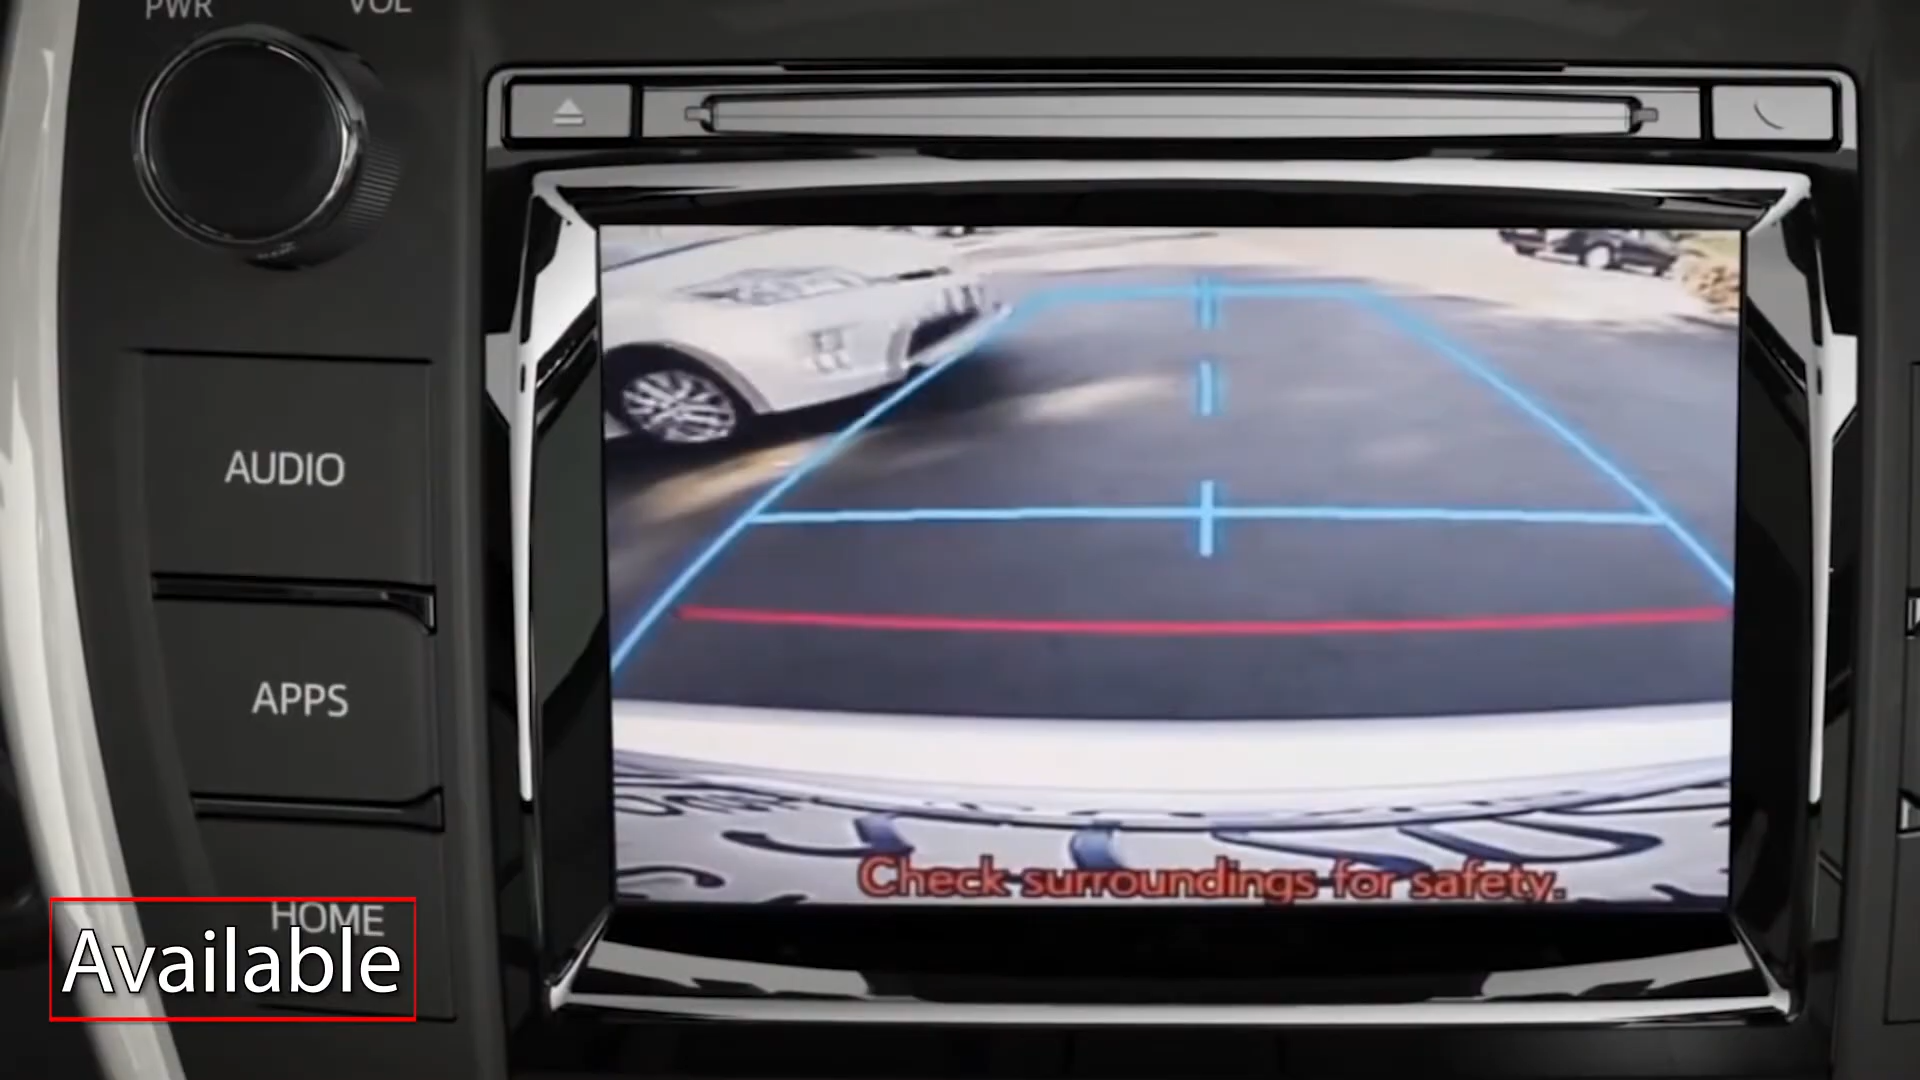 PWR
VOL
AUDIO
APPS
HOME
Available
Check surroundings for safety.